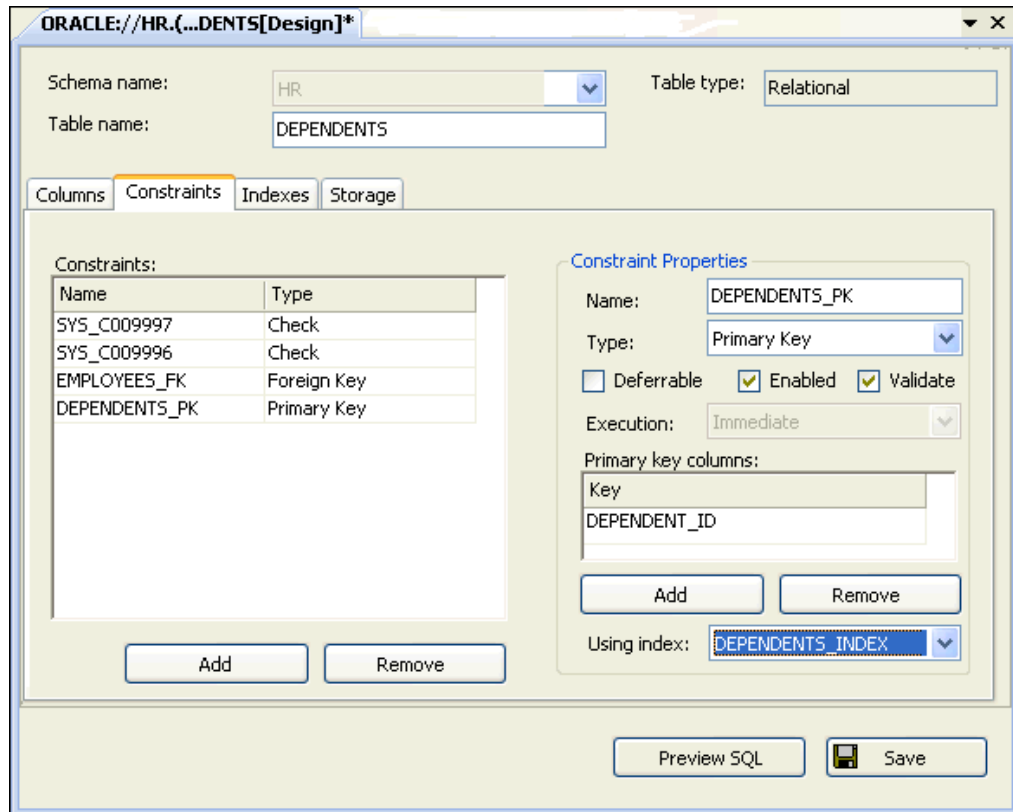 ORACLE://HR.(...DENTS[Design]*
Schema name: HR Table type: Relational
Table name: DEPENDENTS
Columns Constraints Indexes Storage
Constraints:
Name Type
SYS_C009997 Check
SYS_C009996 Check
EMPLOYEES_FK Foreign Key
DEPENDENTS_PK Primary Key
Add Remove
Constraint Properties
Name: DEPENDENTS_PK
Type: Primary Key
Deferrable Enabled Validate
Execution: Immediate
Primary key columns:
Key
DEPENDENT_ID
Add Remove
Using index: DEPENDENTS_INDEX
Preview SQL Save